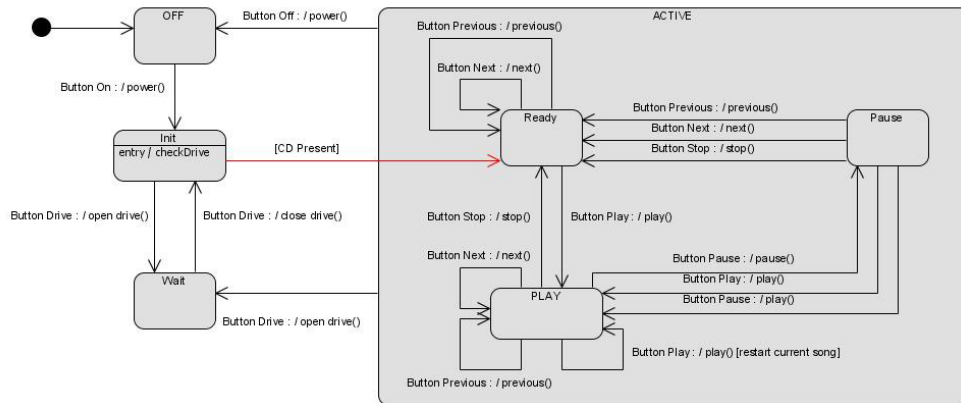 OFF
Button Off : / power()
ACTIVE
Button Previous : / previous()
Button Next : / next()
Button On : / power()
Ready
Button Previous : / previous()
Button Next : / next()
Button Stop : / stop()
Pause
Init
entry / checkDrive
[CD Present]
Button Drive : / open drive()
Button Drive : / close drive()
Button Stop : / stop()
Button Play : / play()
Button Next : / next()
Button Pause : / pause()
Button Play : / play()
Button Pause : / play()
Wait
PLAY
Button Drive : / open drive()
Button Play : / play() [restart current song]
Button Previous : / previous()